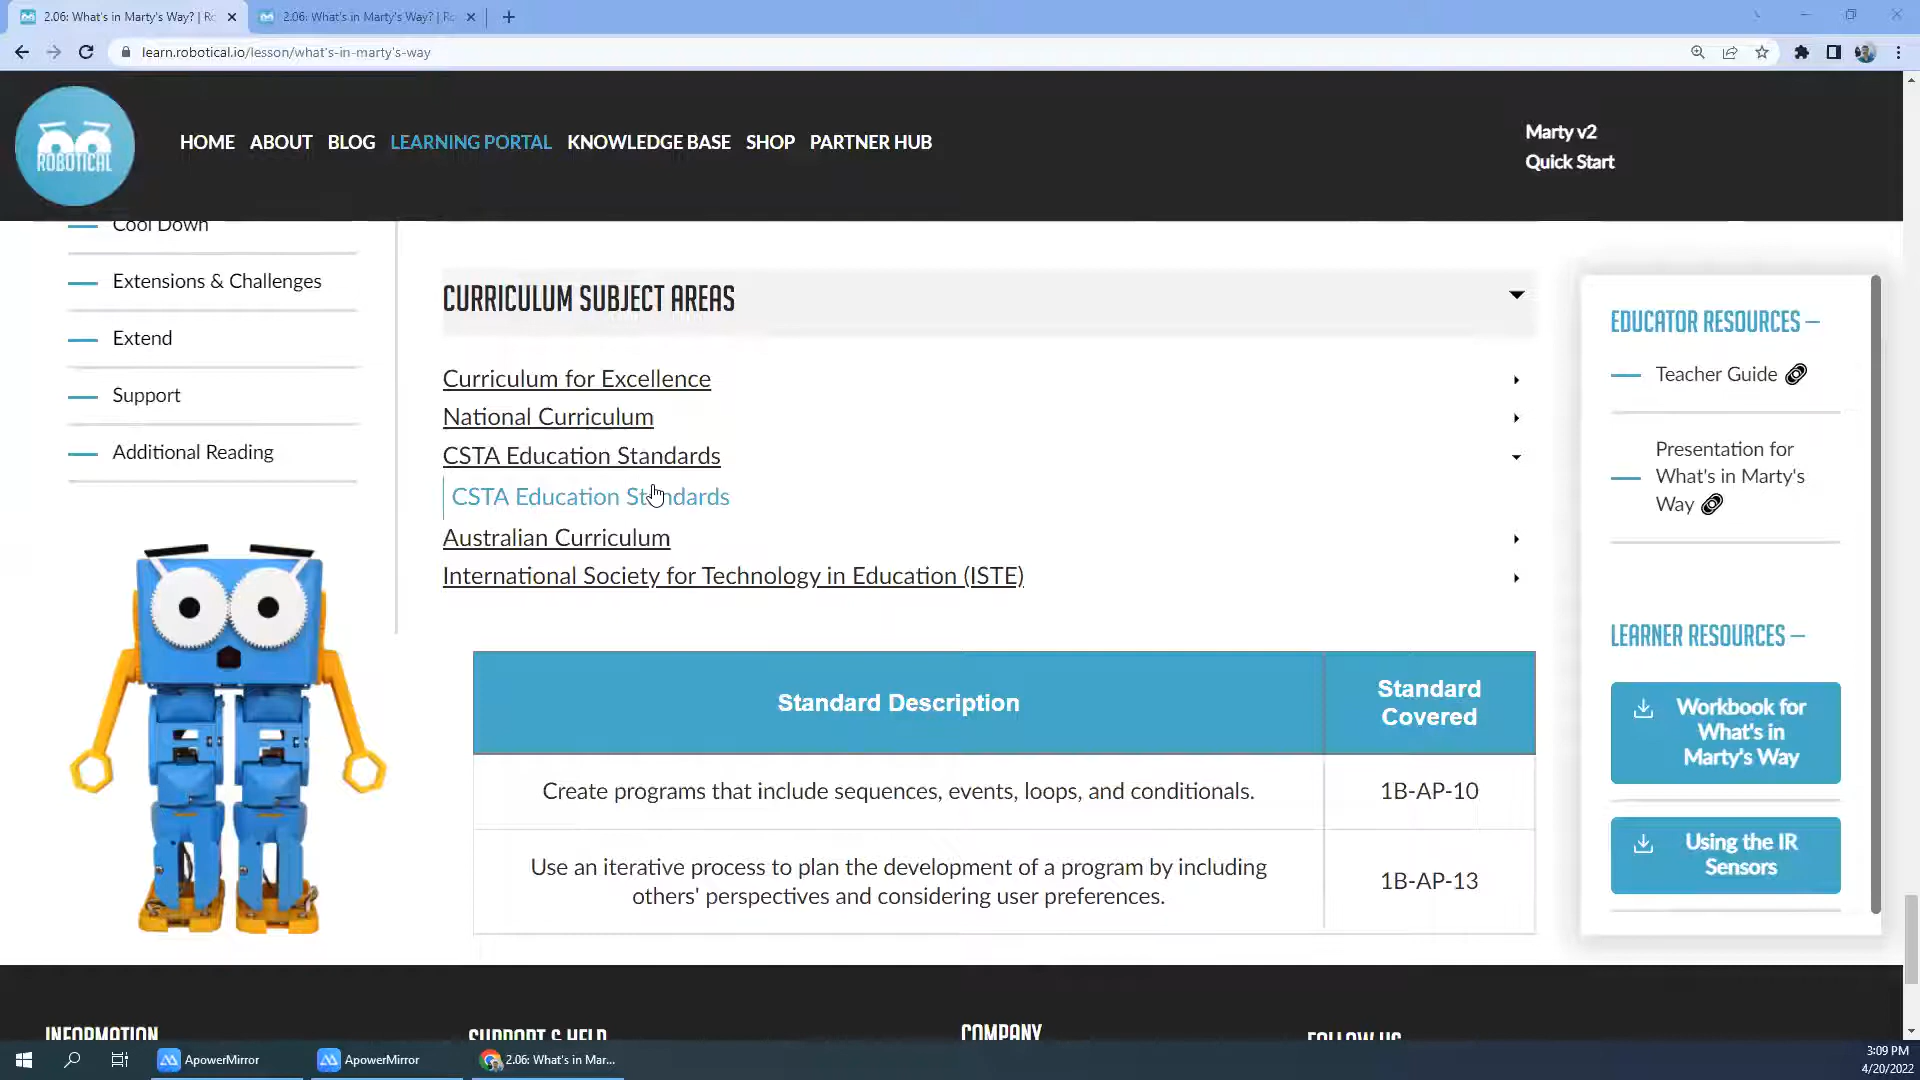 2.06: What's in Marty's Way? | Ro
2.06: What's in Marty's Way? | Ro
learn.robotical.io/lesson/what's-in-marty's-way
ROBOTICAL
HOME ABOUT BLOG LEARNING PORTAL KNOWLEDGE BASE SHOP PARTNER HUB
Marty v2
Quick Start
Cool Down
Extensions & Challenges
Extend
Support
Additional Reading
CURRICULUM SUBJECT AREAS
Curriculum for Excellence
National Curriculum
CSTA Education Standards
CSTA Education Standards
Australian Curriculum
International Society for Technology in Education (ISTE)
Standard Description
Standard
Covered
Create programs that include sequences, events, loops, and conditionals.
1B-AP-10
Use an iterative process to plan the development of a program by including
others' perspectives and considering user preferences.
1B-AP-13
EDUCATOR RESOURCES
Teacher Guide
Presentation for
What's in Marty's
Way
LEARNER RESOURCES
Workbook for
What's in
Marty's Way
Using the IR
Sensors
INFORMATION
SUPPORT & HELP
COMPANY
FOLLOW US
ApowerMirror
ApowerMirror
2.06: What's in Mar...
3:09 PM
4/20/2022